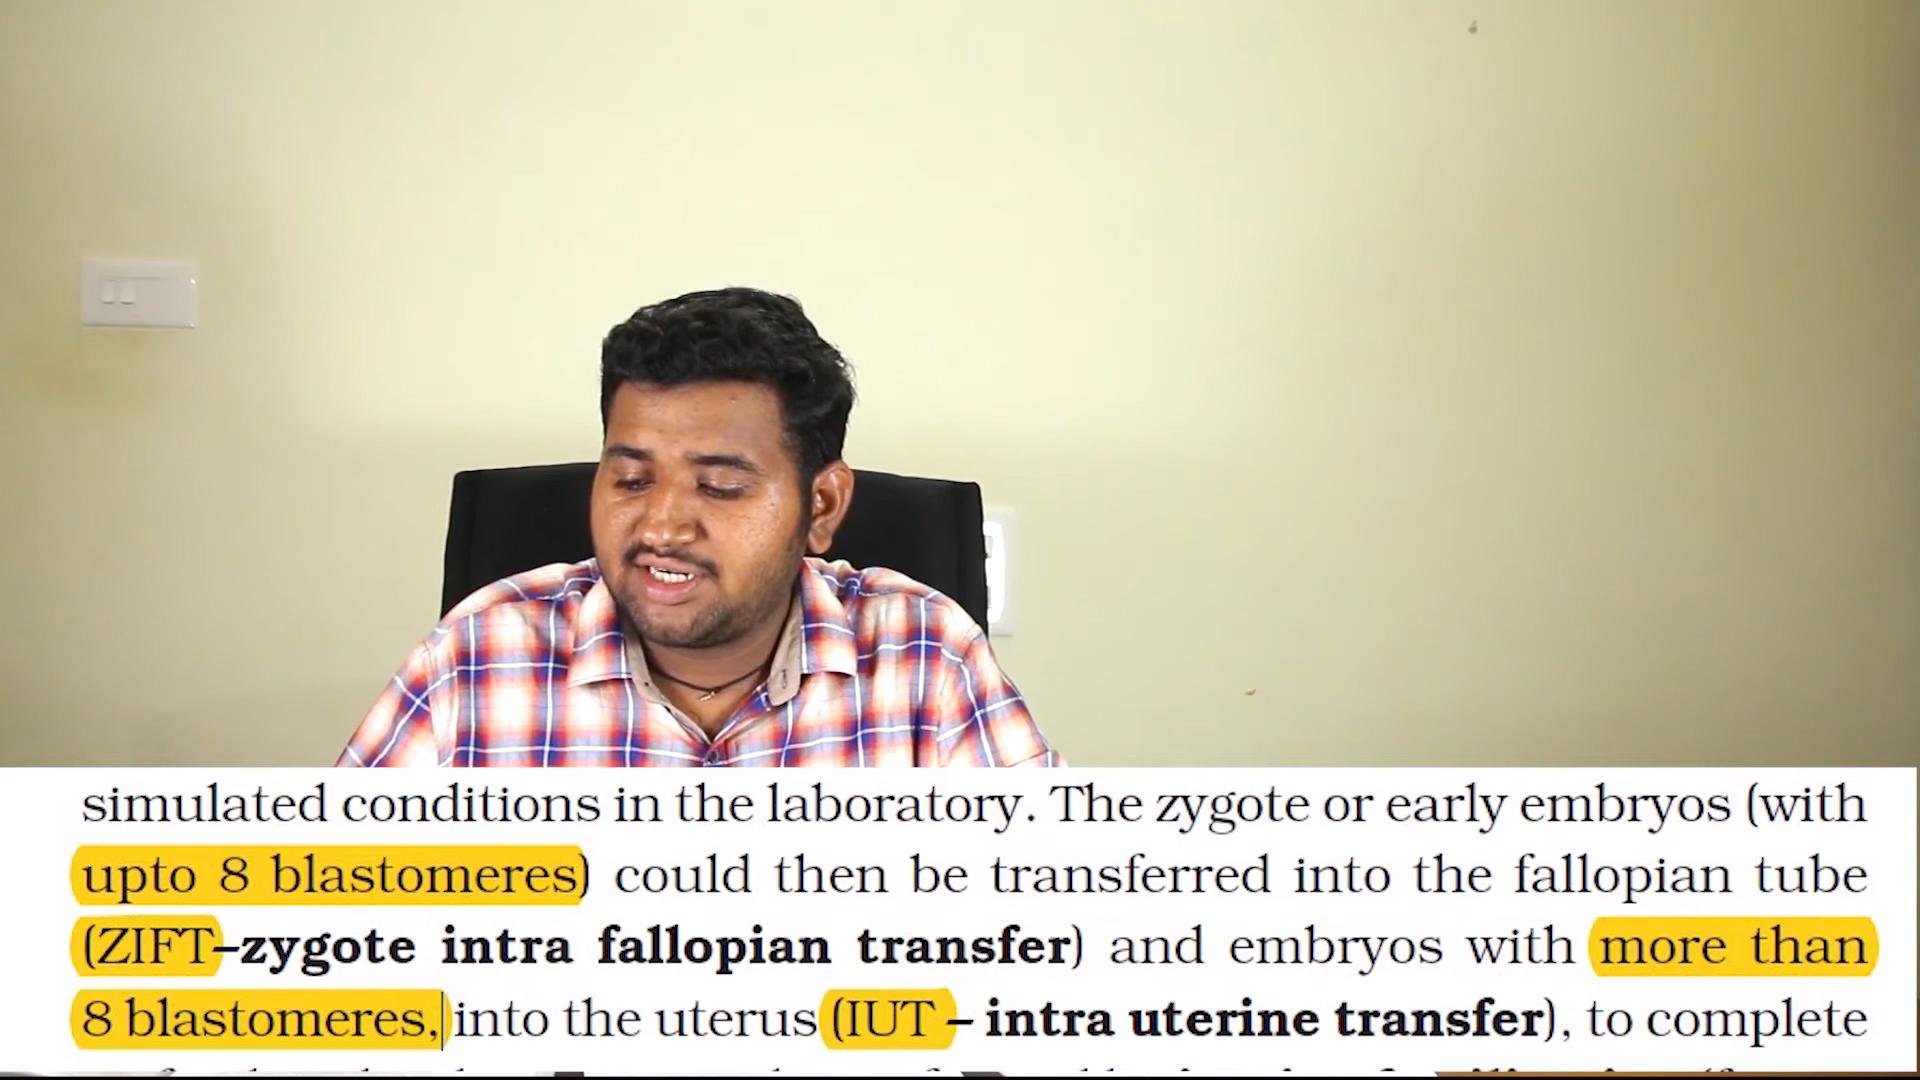 simulated conditions in the laboratory. The zygote or early embryos (with
upto 8 blastomeres) could then be transferred into the fallopian tube
(ZIFT–zygote intra fallopian transfer) and embryos with more than
8 blastomeres, into the uterus (IUT – intra uterine transfer), to complete